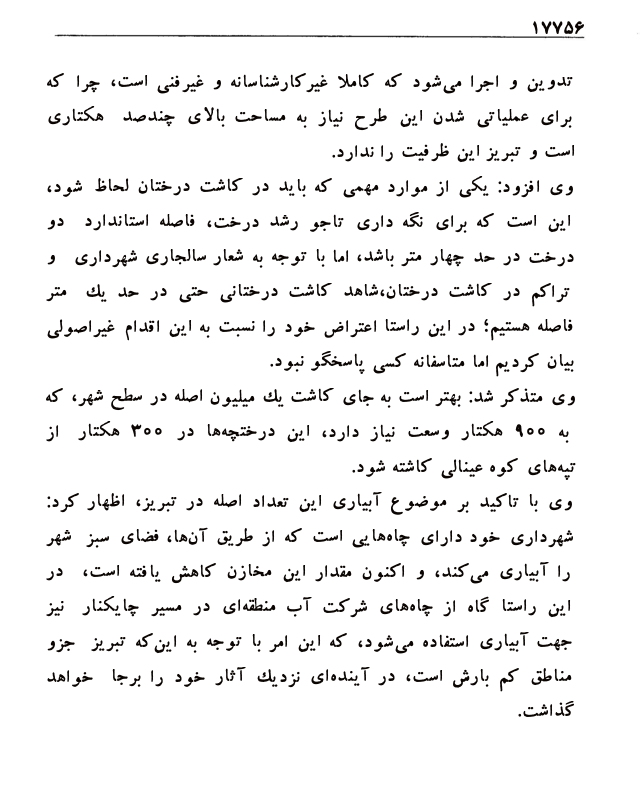 ۱۷۷۵۶
تدوین و اجرا می‌شود که کاملا غیرکارشناسانه و غیرفنی است، چرا که
برای عملیاتی شدن این طرح نیاز به مساحت بالای چندصد هکتاری
است و تبریز این ظرفیت را ندارد.
وی افزود: یکی از موارد مهمی که باید در کاشت درختان لحاظ شود،
این است که برای نگه داری تاجو رشد درخت، فاصله استاندارد دو
درخت در حد چهار متر باشد، اما با توجه به شعار سالجاری شهرداری و
تراکم در کاشت درختان،شاهد کاشت درختانی حتی در حد یك متر
فاصله هستیم؛ در این راستا اعتراض خود را نسبت به این اقدام غیراصولی
بیان کردیم اما متاسفانه کسی پاسخگو نبود.
وی متذکر شد: بهتر است به جای کاشت یك میلیون اصله در سطح شهر، که
به ۹۰۰ هکتار وسعت نیاز دارد، این درختچه‌ها در ۳۰۰ هکتار از
تپه‌های کوه عینالی کاشته شود.
وی با تاکید بر موضوع آبیاری این تعداد اصله در تبریز، اظهار کرد:
شهرداری خود دارای چاه‌هایی است که از طریق آن‌ها، فضای سبز شهر
را آبیاری می‌کند، و اکنون مقدار این مخازن کاهش یافته است، در
این راستا گاه از چاه‌های شرکت آب منطقه‌ای در مسیر چایکنار نیز
جهت آبیاری استفاده می‌شود، که این امر با توجه به این‌که تبریز جزو
مناطق کم بارش است، در آینده‌ای نزدیك آثار خود را برجا خواهد
گذاشت.